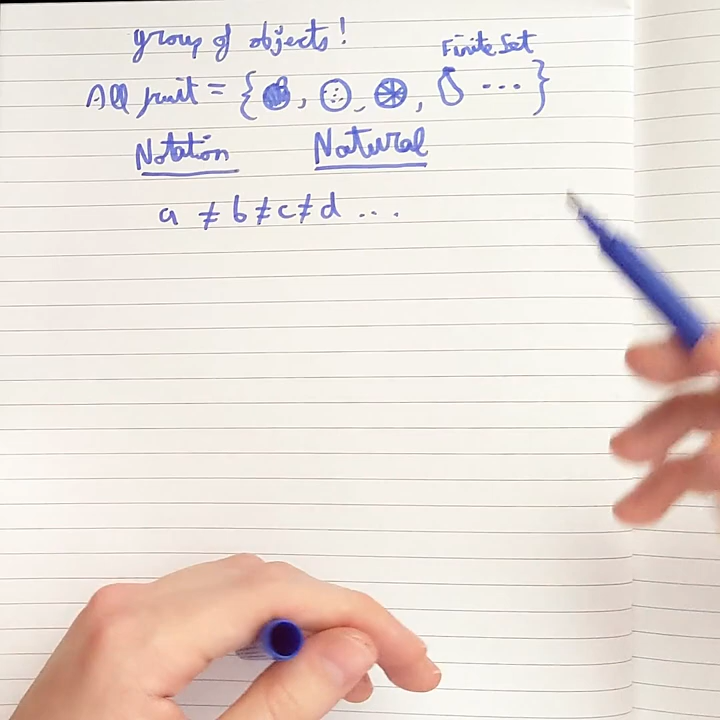 group of objects!
Finite Set
All fruit = { , , , ... }
Notation Natural
a ≠ b ≠ c ≠ d ...